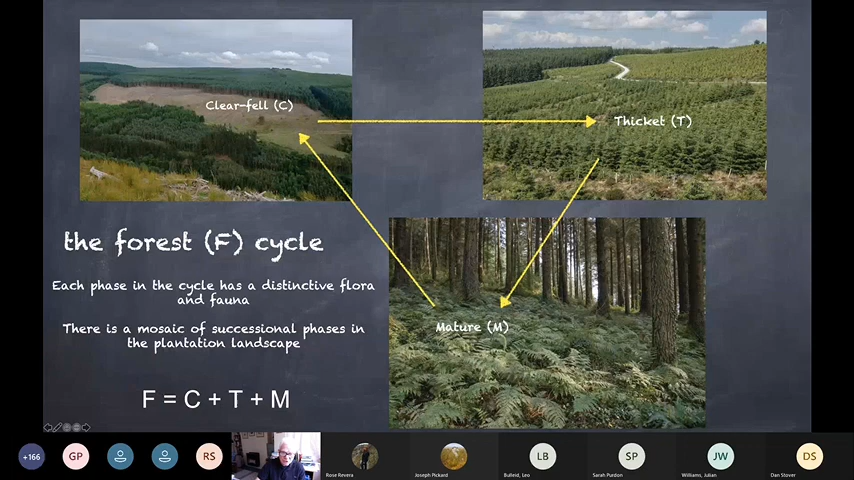 Clear-fell (C)
Thicket (T)
the forest (F) cycle
Each phase in the cycle has a distinctive flora
and fauna
Mature (M)
There is a mosaic of successional phases in
the plantation landscape
F = C + T + M
+166
GP
RS
LB
SP
JW
DS
Rose Revera
Joseph Pickard
Bulleid, Leo
Sarah Purdon
Williams, Julian
Dan Stover